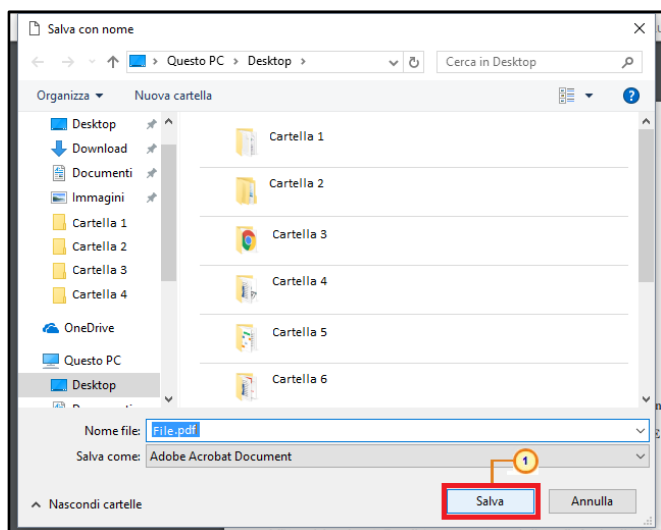 Salva con nome
Questo PC > Desktop >
Cerca in Desktop
Organizza
Nuova cartella
Desktop
Download
Documenti
Immagini
Cartella 1
Cartella 2
Cartella 3
Cartella 4
OneDrive
Questo PC
Desktop
Cartella 1
Cartella 2
Cartella 3
Cartella 4
Cartella 5
Cartella 6
Nome file: File.pdf
Salva come: Adobe Acrobat Document
1
Nascondi cartelle
Salva
Annulla